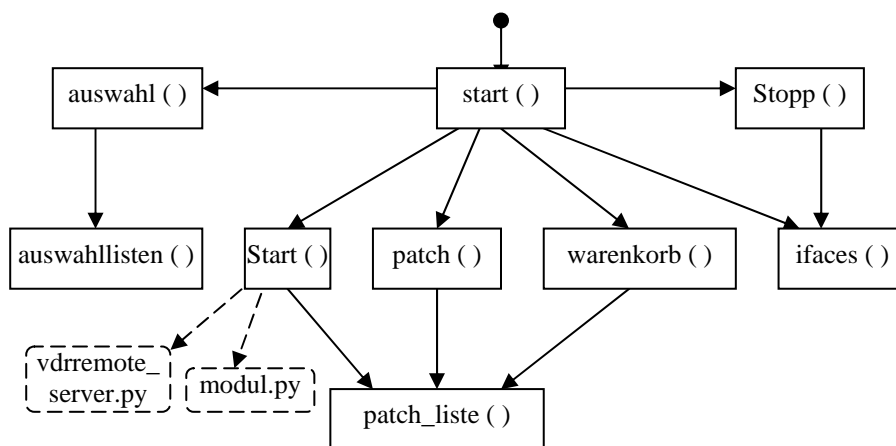 auswahl ( )
start ( )
Stopp ( )
auswahllisten ( )
Start ( )
patch ( )
warenkorb ( )
ifaces ( )
vdrremote_
server.py
modul.py
patch_liste ( )